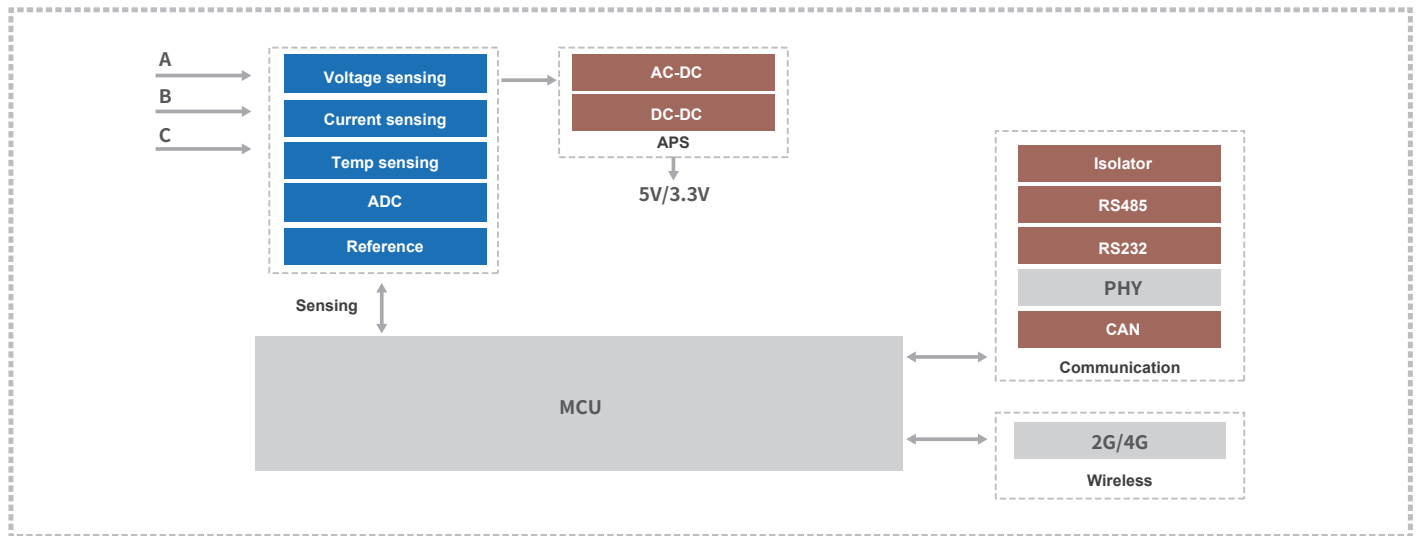 A
B
C
Voltage sensing
Current sensing
Temp sensing
ADC
Reference
Sensing
AC-DC
DC-DC
APS
5V/3.3V
MCU
Isolator
RS485
RS232
PHY
CAN
Communication
2G/4G
Wireless